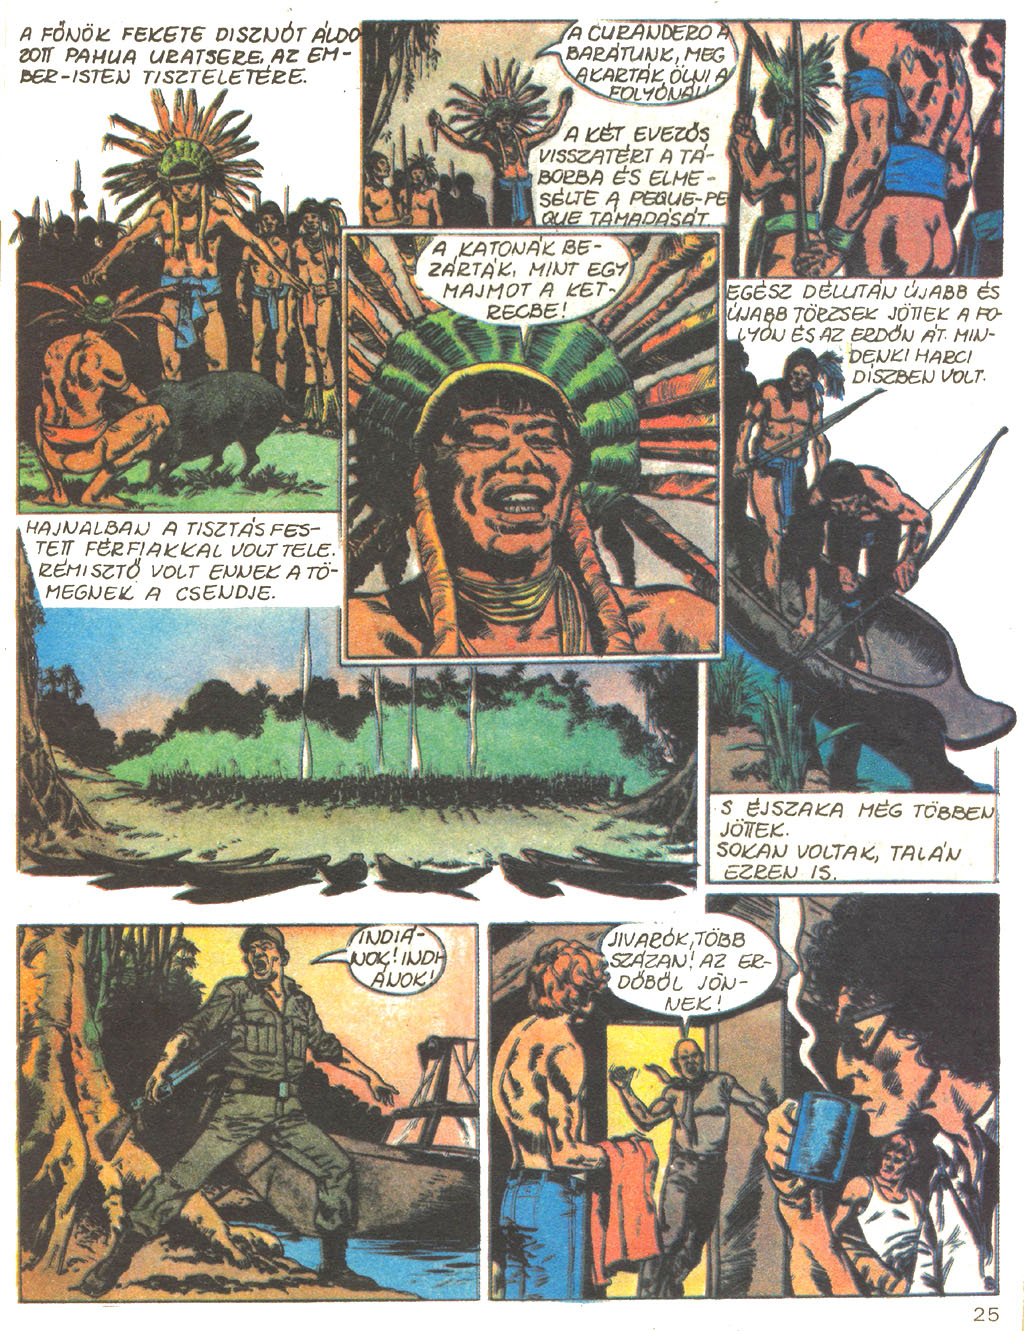 A FŐNÖK FEKETE DISZNÓT ÁLDO-
ZOTT PAHUA URATSERE, AZ EM-
BER-ISTEN TISZTELETÉRE.
A CURANDERO A
BARÁTUNK, MEG
AKARTÁK ÖLNI A
FOLYÓNÁL!
A KÉT EVEZŐS
VISSZATÉRT A TÁ-
BORBA ÉS ELME-
SÉLTE A PEQUE-PE
QUE TÁMADÁSÁT
A KATONÁK BE-
ZÁRTÁK, MINT EGY
MAJMOT A KET-
RECBE!
EGÉSZ DÉLUTÁN ÚJABB ÉS
ÚJABB TÖRZSEK JÖTTEK A FO-
LYÓN ÉS AZ ERDŐN ÁT. MIN-
DENKI HARCI
DÍSZBEN VOLT.
S ÉJSZAKA MÉG TÖBBEN
JÖTTEK.
SOKAN VOLTAK, TALÁN
EZREN IS.
HAJNALBAN A TISZTÁS FES-
TETT FÉRFIAKKAL VOLT TELE.
RÉMISZTŐ VOLT ENNEK A TÖ-
MEGNEK A CSENDJE.
INDIÁ-
NOK! INDI-
ÁNOK!
JIVARÓK, TÖBB
SZÁZAN! AZ ER-
DŐBŐL JÖN-
NEK!
25